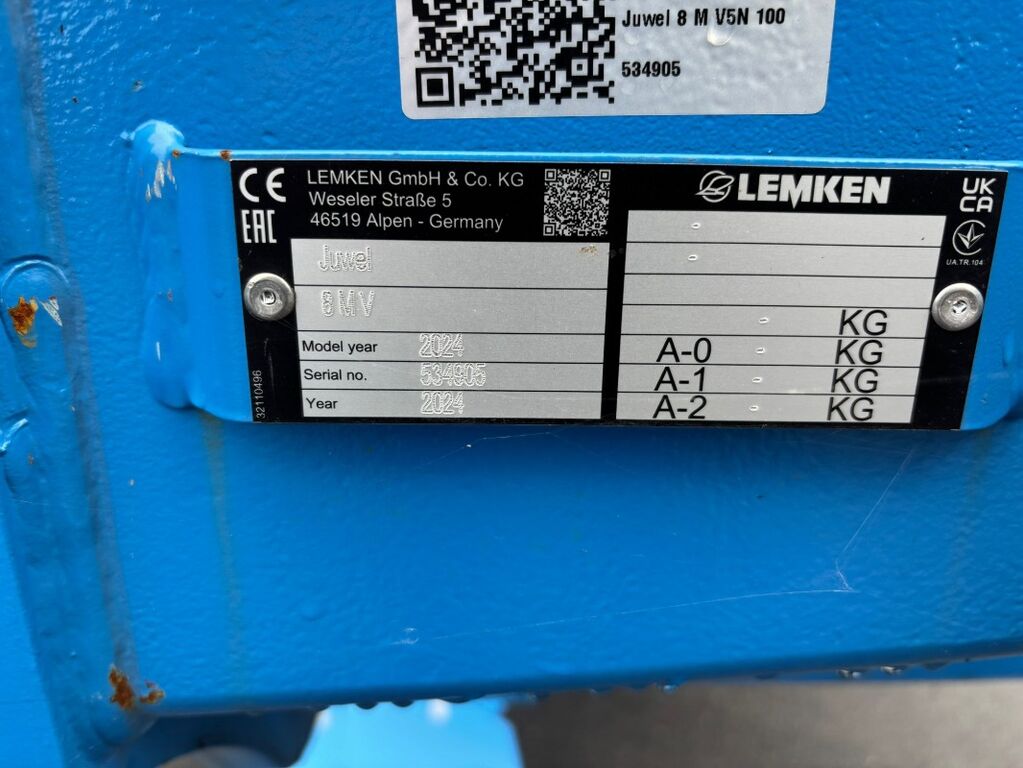 Juwel 8 M V5N 100
534905
CE
EAC
LEMKEN GmbH & Co. KG
Weseler Straße 5
46519 Alpen - Germany
Juwel
8 M V
Model year 2024
Serial no. 534905
Year 2024
32110496
LEMKEN
-
-
- KG
A-0 - KG
A-1 - KG
A-2 - KG
UK
CA
UA.TR.104